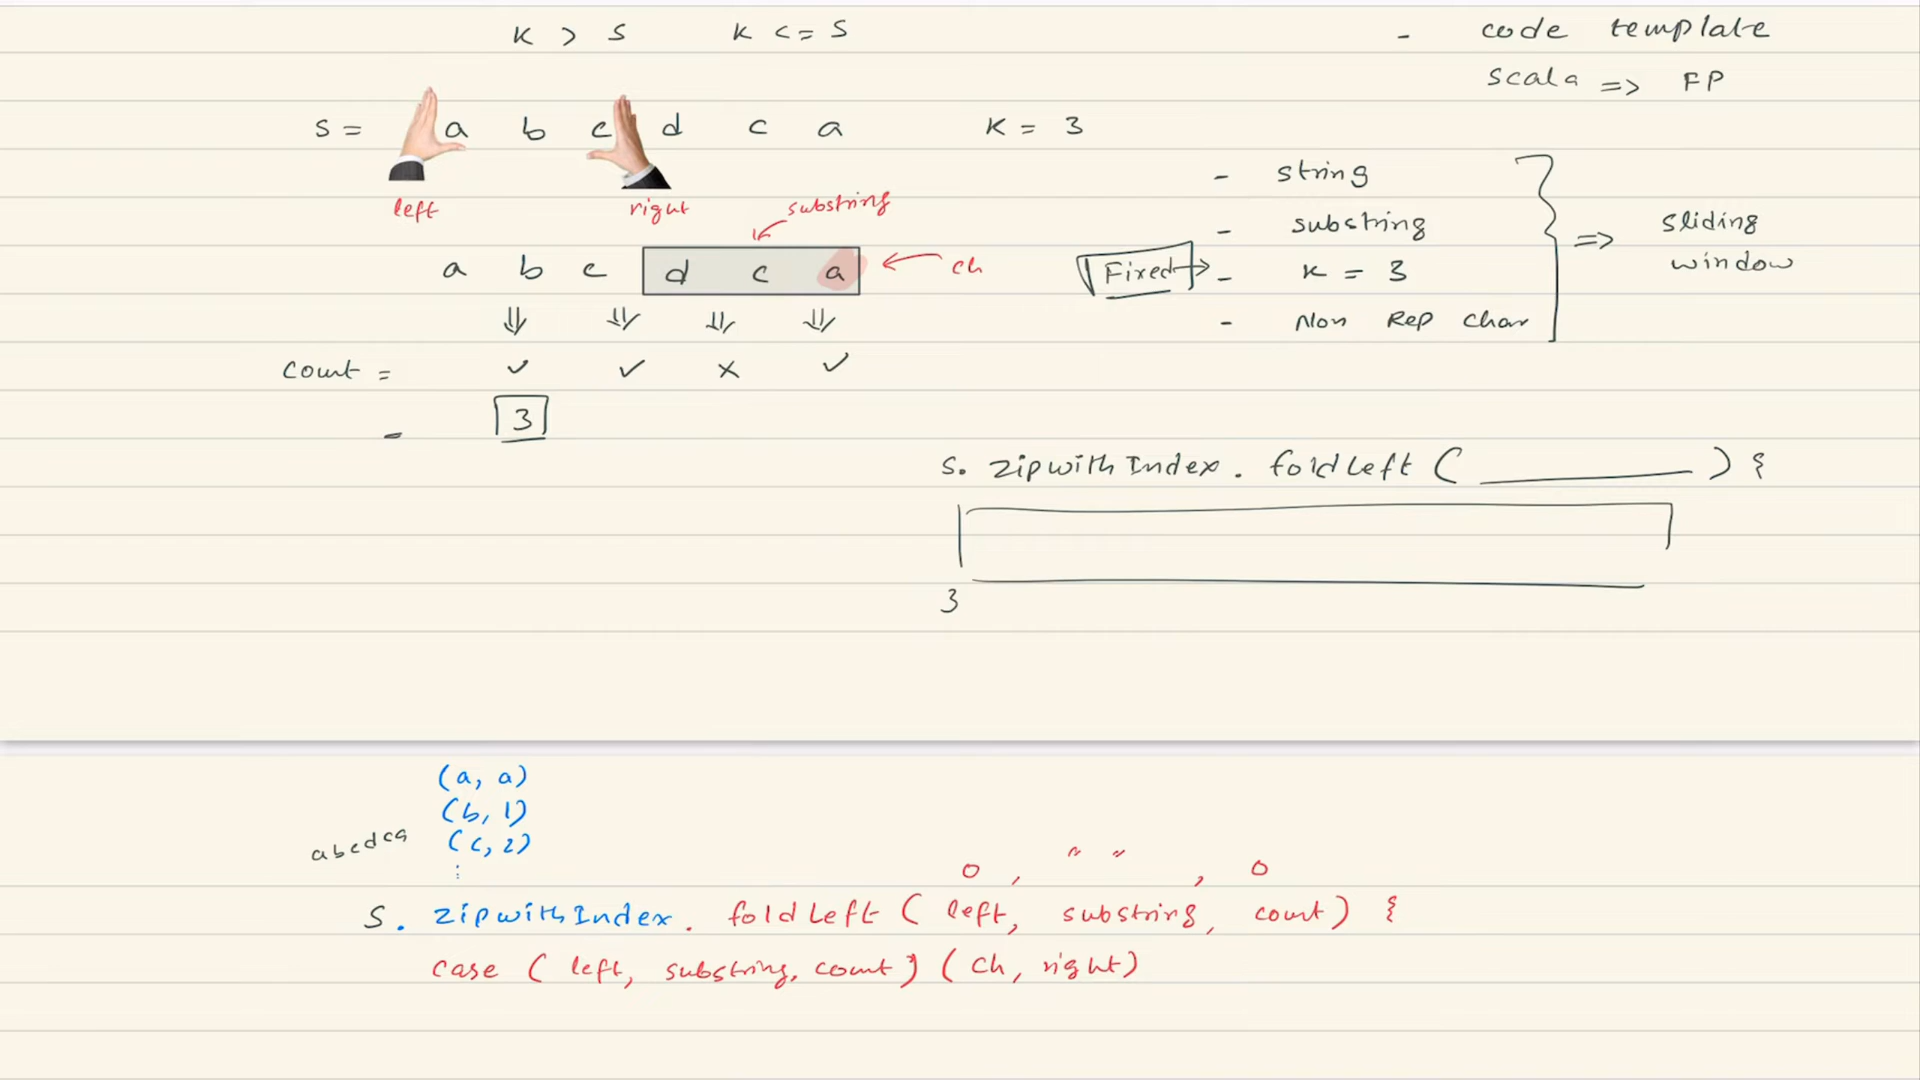 K > S K <= S
- code template
scala => FP
S = a b c d c a K = 3
left right
substring
a b c d c a ch
count = ✓ ✓ x ✓
- 3
- string
- substring
Fixed → - K = 3
- Non Rep Char
=> sliding
window
S. zipwithIndex. foldLeft ( ________ ) {
}
(a, a)
(b, 1)
(c, 2)
⋮
abcdca
0 , " " , 0
S. zipwithIndex. foldLeft ( left, substring, count) {
case ( left, substring, count ) ( ch, right)